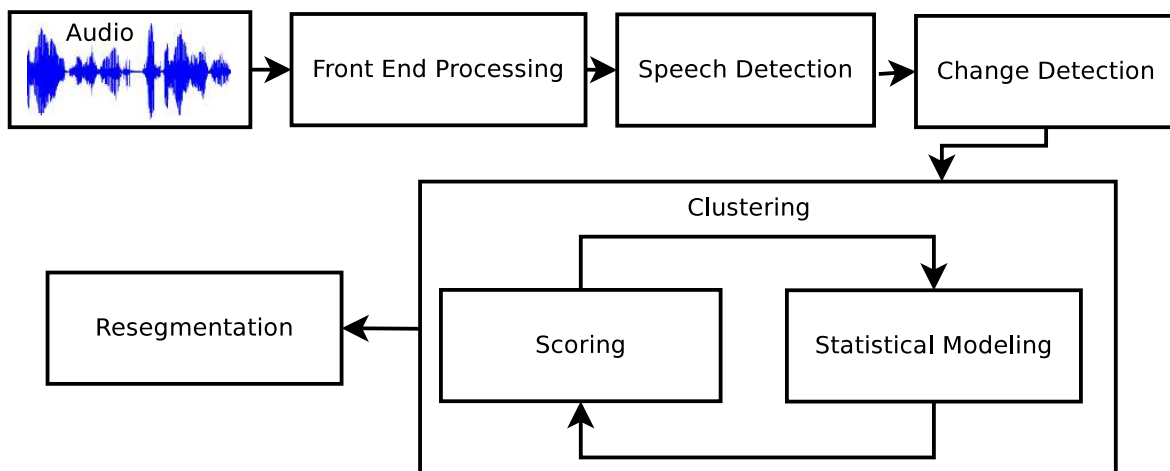 Audio
Front End Processing
Speech Detection
Change Detection
Clustering
Resegmentation
Scoring
Statistical Modeling